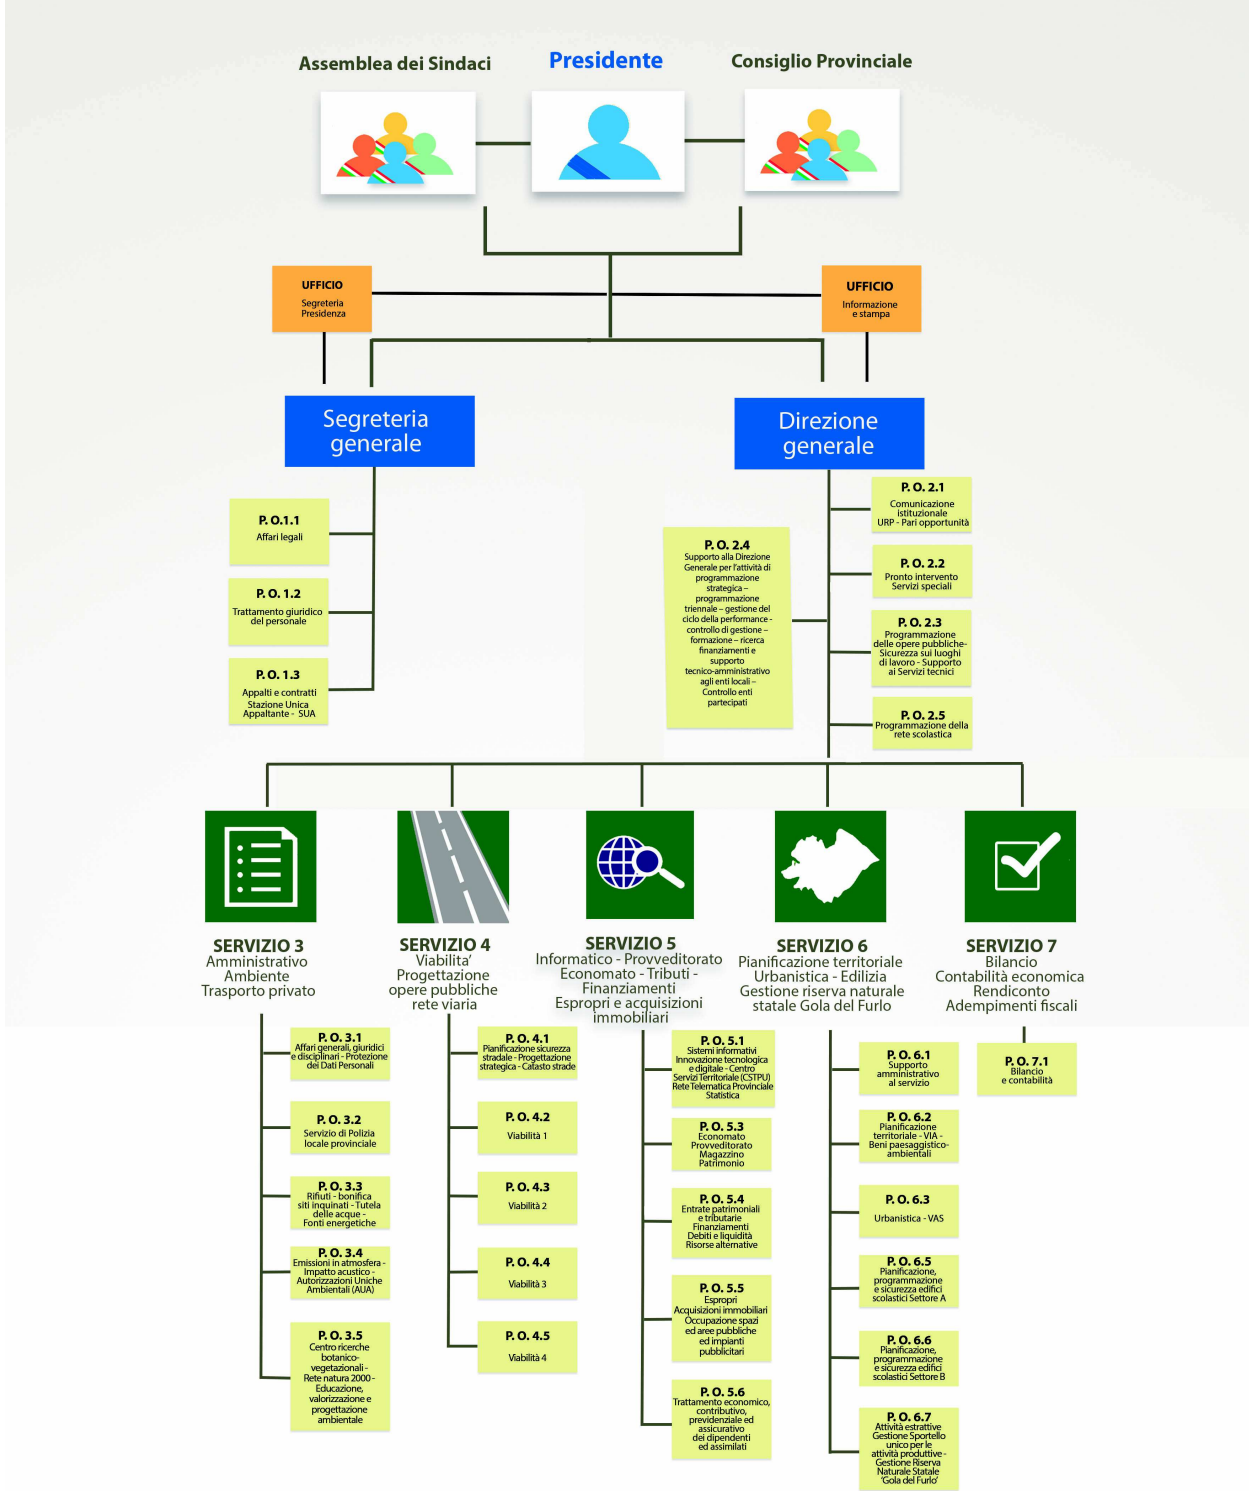 Assemblea dei Sindaci
Presidente
Consiglio Provinciale
UFFICIO
Segreteria
Presidenza
UFFICIO
Informazione
e stampa
Segreteria
generale
Direzione
generale
P. O.1.1
Affari legali
P. O. 1.2
Trattamento giuridico
del personale
P. O. 1.3
Appalti e contratti
Stazione Unica
Appaltante - SUA
P. O. 2.4
Supporto alla Direzione
Generale per l'attività di
programmazione
strategica –
programmazione
triennale – gestione del
ciclo della performance -
controllo di gestione –
formazione – ricerca
finanziamenti e
supporto
tecnico-amministrativo
agli enti locali –
Controllo enti
partecipati
P. O. 2.1
Comunicazione
istituzionale
URP - Pari opportunità
P. O. 2.2
Pronto intervento
Servizi speciali
P. O. 2.3
Programmazione
delle opere pubbliche-
Sicurezza sui luoghi
di lavoro - Supporto
ai Servizi tecnici
P. O. 2.5
Programmazione della
rete scolastica
SERVIZIO 3
Amministrativo
Ambiente
Trasporto privato
SERVIZIO 4
Viabilita'
Progettazione
opere pubbliche
rete viaria
SERVIZIO 5
Informatico - Provveditorato
Economato - Tributi -
Finanziamenti
Espropri e acquisizioni
immobiliari
SERVIZIO 6
Pianificazione territoriale
Urbanistica - Edilizia
Gestione riserva naturale
statale Gola del Furlo
SERVIZIO 7
Bilancio
Contabilità economica
Rendiconto
Adempimenti fiscali
P. O. 3.1
Affari generali, giuridici
e disciplinari - Protezione
dei Dati Personali
P. O. 3.2
Servizio di Polizia
locale provinciale
P. O. 3.3
Rifiuti - bonifica
siti inquinati - Tutela
delle acque -
Fonti energetiche
P. O. 3.4
Emissioni in atmosfera -
Impatto acustico -
Autorizzazioni Uniche
Ambientali (AUA)
P. O. 3.5
Centro ricerche
botanico-
vegetazionali -
Rete natura 2000 -
Educazione,
valorizzazione e
progettazione
ambientale
P. O. 4.1
Pianificazione sicurezza
stradale - Progettazione
strategica - Catasto strade
P. O. 4.2
Viabilità 1
P. O. 4.3
Viabilità 2
P. O. 4.4
Viabilità 3
P. O. 4.5
Viabilità 4
P. O. 5.1
Sistemi informativi
Innovazione tecnologica
e digitale - Centro
Servizi Territoriale (CSTPU)
Rete Telematica Provinciale
Statistica
P. O. 5.3
Economato
Provveditorato
Magazzino
Patrimonio
P. O. 5.4
Entrate patrimoniali
e tributarie
Finanziamenti
Debiti e liquidità
Risorse alternative
P. O. 5.5
Espropri
Acquisizioni immobiliari
Occupazione spazi
ed aree pubbliche
ed impianti
pubblicitari
P. O. 5.6
Trattamento economico,
contributivo,
previdenziale ed
assicurativo
dei dipendenti
ed assimilati
P. O. 6.1
Supporto
amministrativo
al servizio
P. O. 6.2
Pianificazione
territoriale - VIA -
Beni paesaggistico-
ambientali
P. O. 6.3
Urbanistica - VAS
P. O. 6.5
Pianificazione,
programmazione
e sicurezza edifici
scolastici Settore A
P. O. 6.6
Pianificazione,
programmazione
e sicurezza edifici
scolastici Settore B
P. O. 6.7
Attività estrattive
Gestione Sportello
unico per le
attività produttive -
Gestione Riserva
Naturale Statale
'Gola del Furlo'
P. O. 7.1
Bilancio
e contabilità